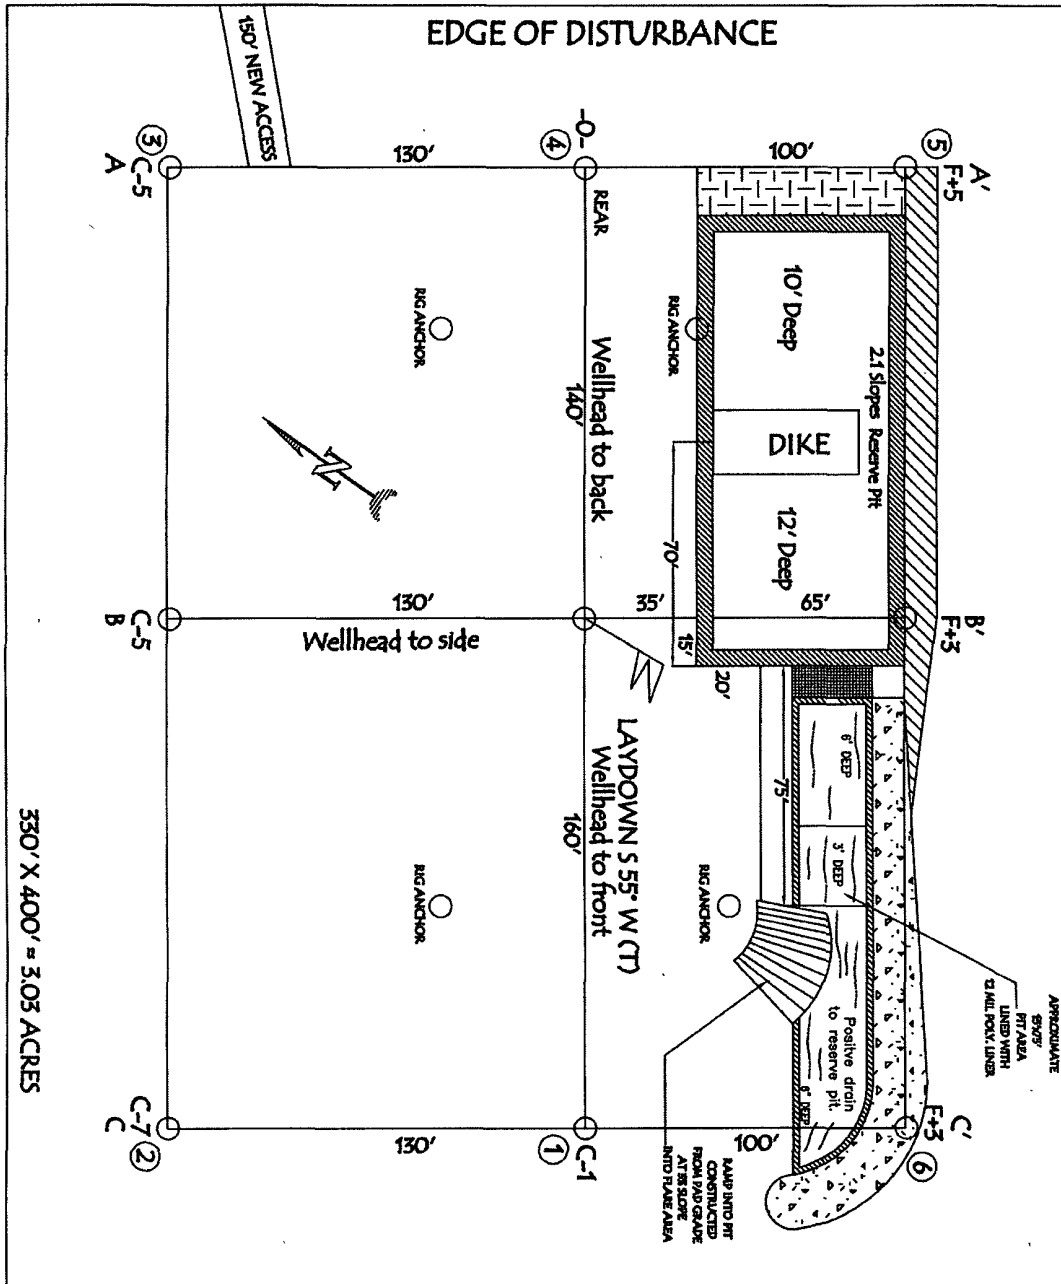 EDGE OF DISTURBANCE
150' NEW ACCESS
3
C-5
A
130'
4
-0-
REAR
100'
5
A'
F+5
RIG ANCHOR
RIG ANCHOR
10' Deep
2:1 Slopes Reserve Pit
DIKE
12' Deep
Wellhead to back
140'
N
70'
C-5
B
130'
Wellhead to side
35'
65'
15'
20'
B'
F+3
LAYDOWN S 55° W (T)
Wellhead to front
160'
75'
6' DEEP
3' DEEP
RIG ANCHOR
RIG ANCHOR
Positve drain
to reserve pit.
6' DEEP
APPROXIMATE
PIT AREA
LINED WITH
12 MIL POLY. LINER
C-7
C
2
130'
1
C-1
100'
C'
F+3
6
RAMP INTO PIT
CONSTRUCTED
FROM PAD GRADE
SLOPE
INTO FLARE AREA
330' X 400' = 3.03 ACRES